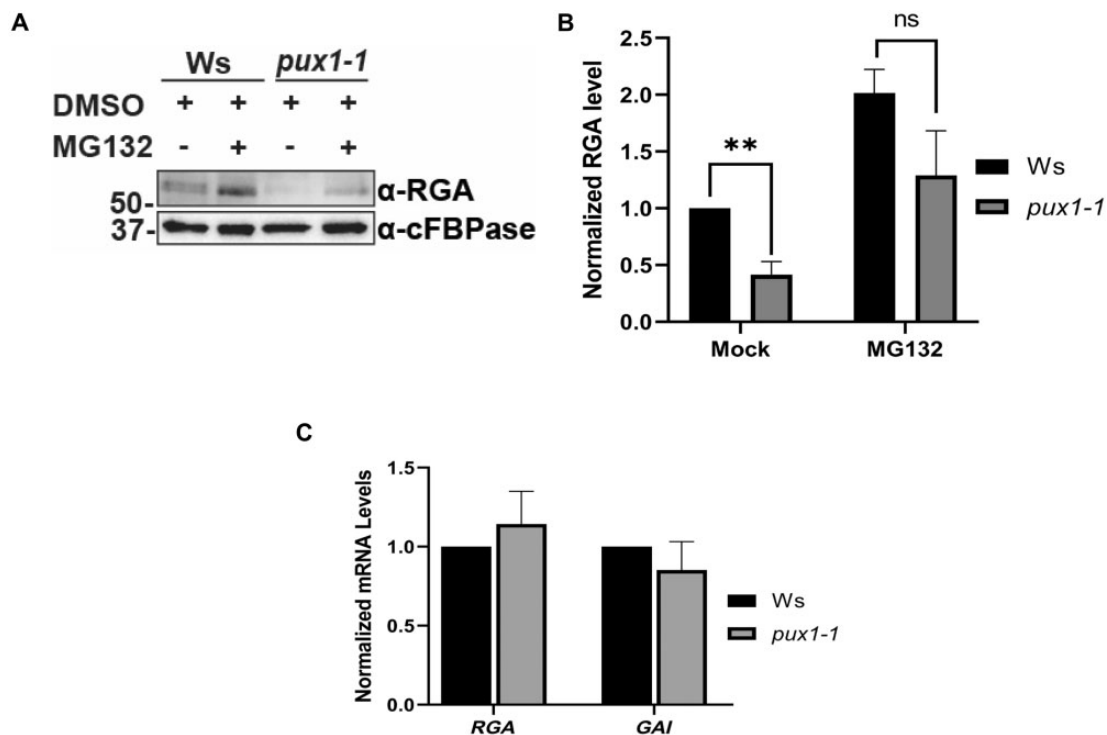 A
Ws pux1-1
DMSO + + + +
MG132 - + - +
50- α-RGA
37- α-cFBPase
B
Normalized RGA level
2.5
2.0
1.5
1.0
0.5
0.0
**
ns
Mock MG132
Ws
pux1-1
C
Normalized mRNA Levels
1.5
1.0
0.5
0.0
RGA GAI
Ws
pux1-1